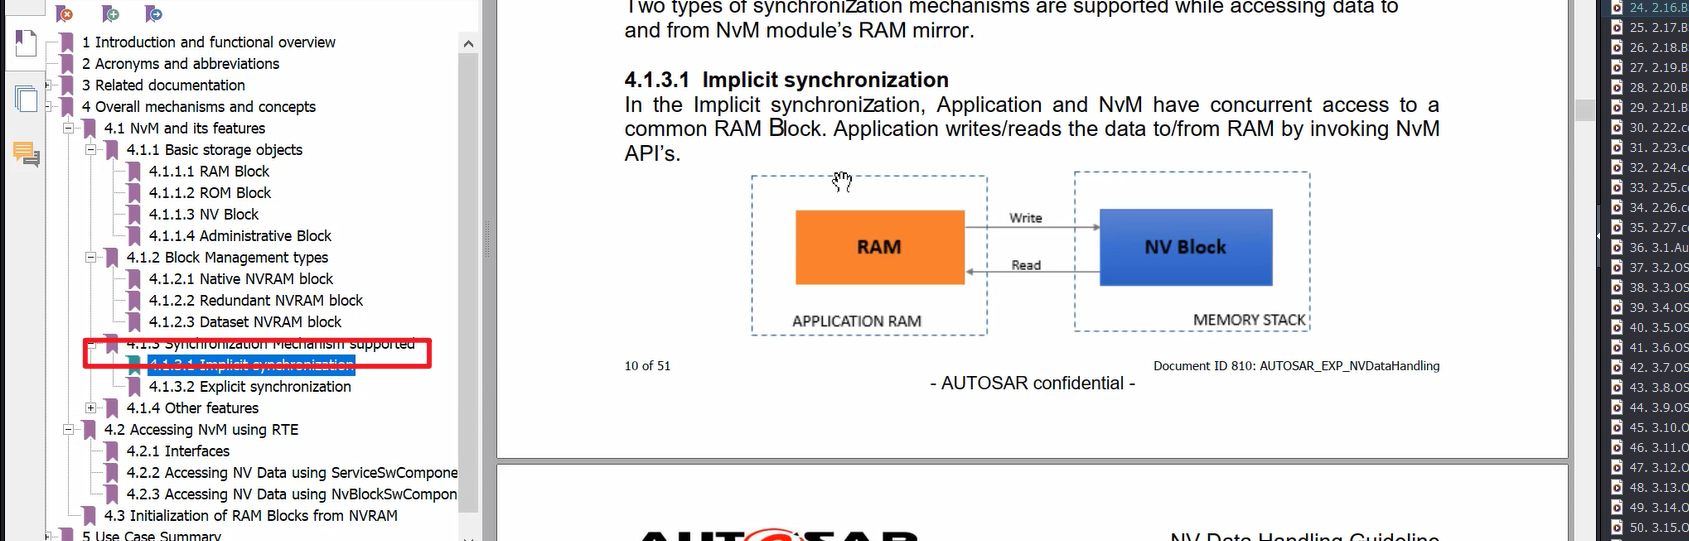 1 Introduction and functional overview
2 Acronyms and abbreviations
3 Related documentation
4 Overall mechanisms and concepts
4.1 NvM and its features
4.1.1 Basic storage objects
4.1.1.1 RAM Block
4.1.1.2 ROM Block
4.1.1.3 NV Block
4.1.1.4 Administrative Block
4.1.2 Block Management types
4.1.2.1 Native NVRAM block
4.1.2.2 Redundant NVRAM block
4.1.2.3 Dataset NVRAM block
4.1.3 Synchronization Mechanism supported
4.1.3.1 Implicit synchronization
4.1.3.2 Explicit synchronization
4.1.4 Other features
4.2 Accessing NvM using RTE
4.2.1 Interfaces
4.2.2 Accessing NV Data using ServiceSwCompone
4.2.3 Accessing NV Data using NvBlockSwCompon
4.3 Initialization of RAM Blocks from NVRAM
5 Use Case Summary
Two types of synchronization mechanisms are supported while accessing data to
and from NvM module's RAM mirror.
4.1.3.1 Implicit synchronization
In the Implicit synchronization, Application and NvM have concurrent access to a
common RAM Block. Application writes/reads the data to/from RAM by invoking NvM
API's.
RAM
Write
Read
NV Block
APPLICATION RAM
MEMORY STACK
10 of 51
Document ID 810: AUTOSAR_EXP_NVDataHandling
- AUTOSAR confidential -
AUTOSAR
NV Data Handling Guideline
24. 2.16.B
25. 2.17.B
26. 2.18.B
27. 2.19.B
28. 2.20.B
29. 2.21.B
30. 2.22.c
31. 2.23.c
32. 2.24.c
33. 2.25.c
34. 2.26.c
35. 2.27.c
36. 3.1.Au
37. 3.2.OS
38. 3.3.OS
39. 3.4.OS
40. 3.5.OS
41. 3.6.OS
42. 3.7.OS
43. 3.8.OS
44. 3.9.OS
45. 3.10.O
46. 3.11.O
47. 3.12.O
48. 3.13.O
49. 3.14.O
50. 3.15.O